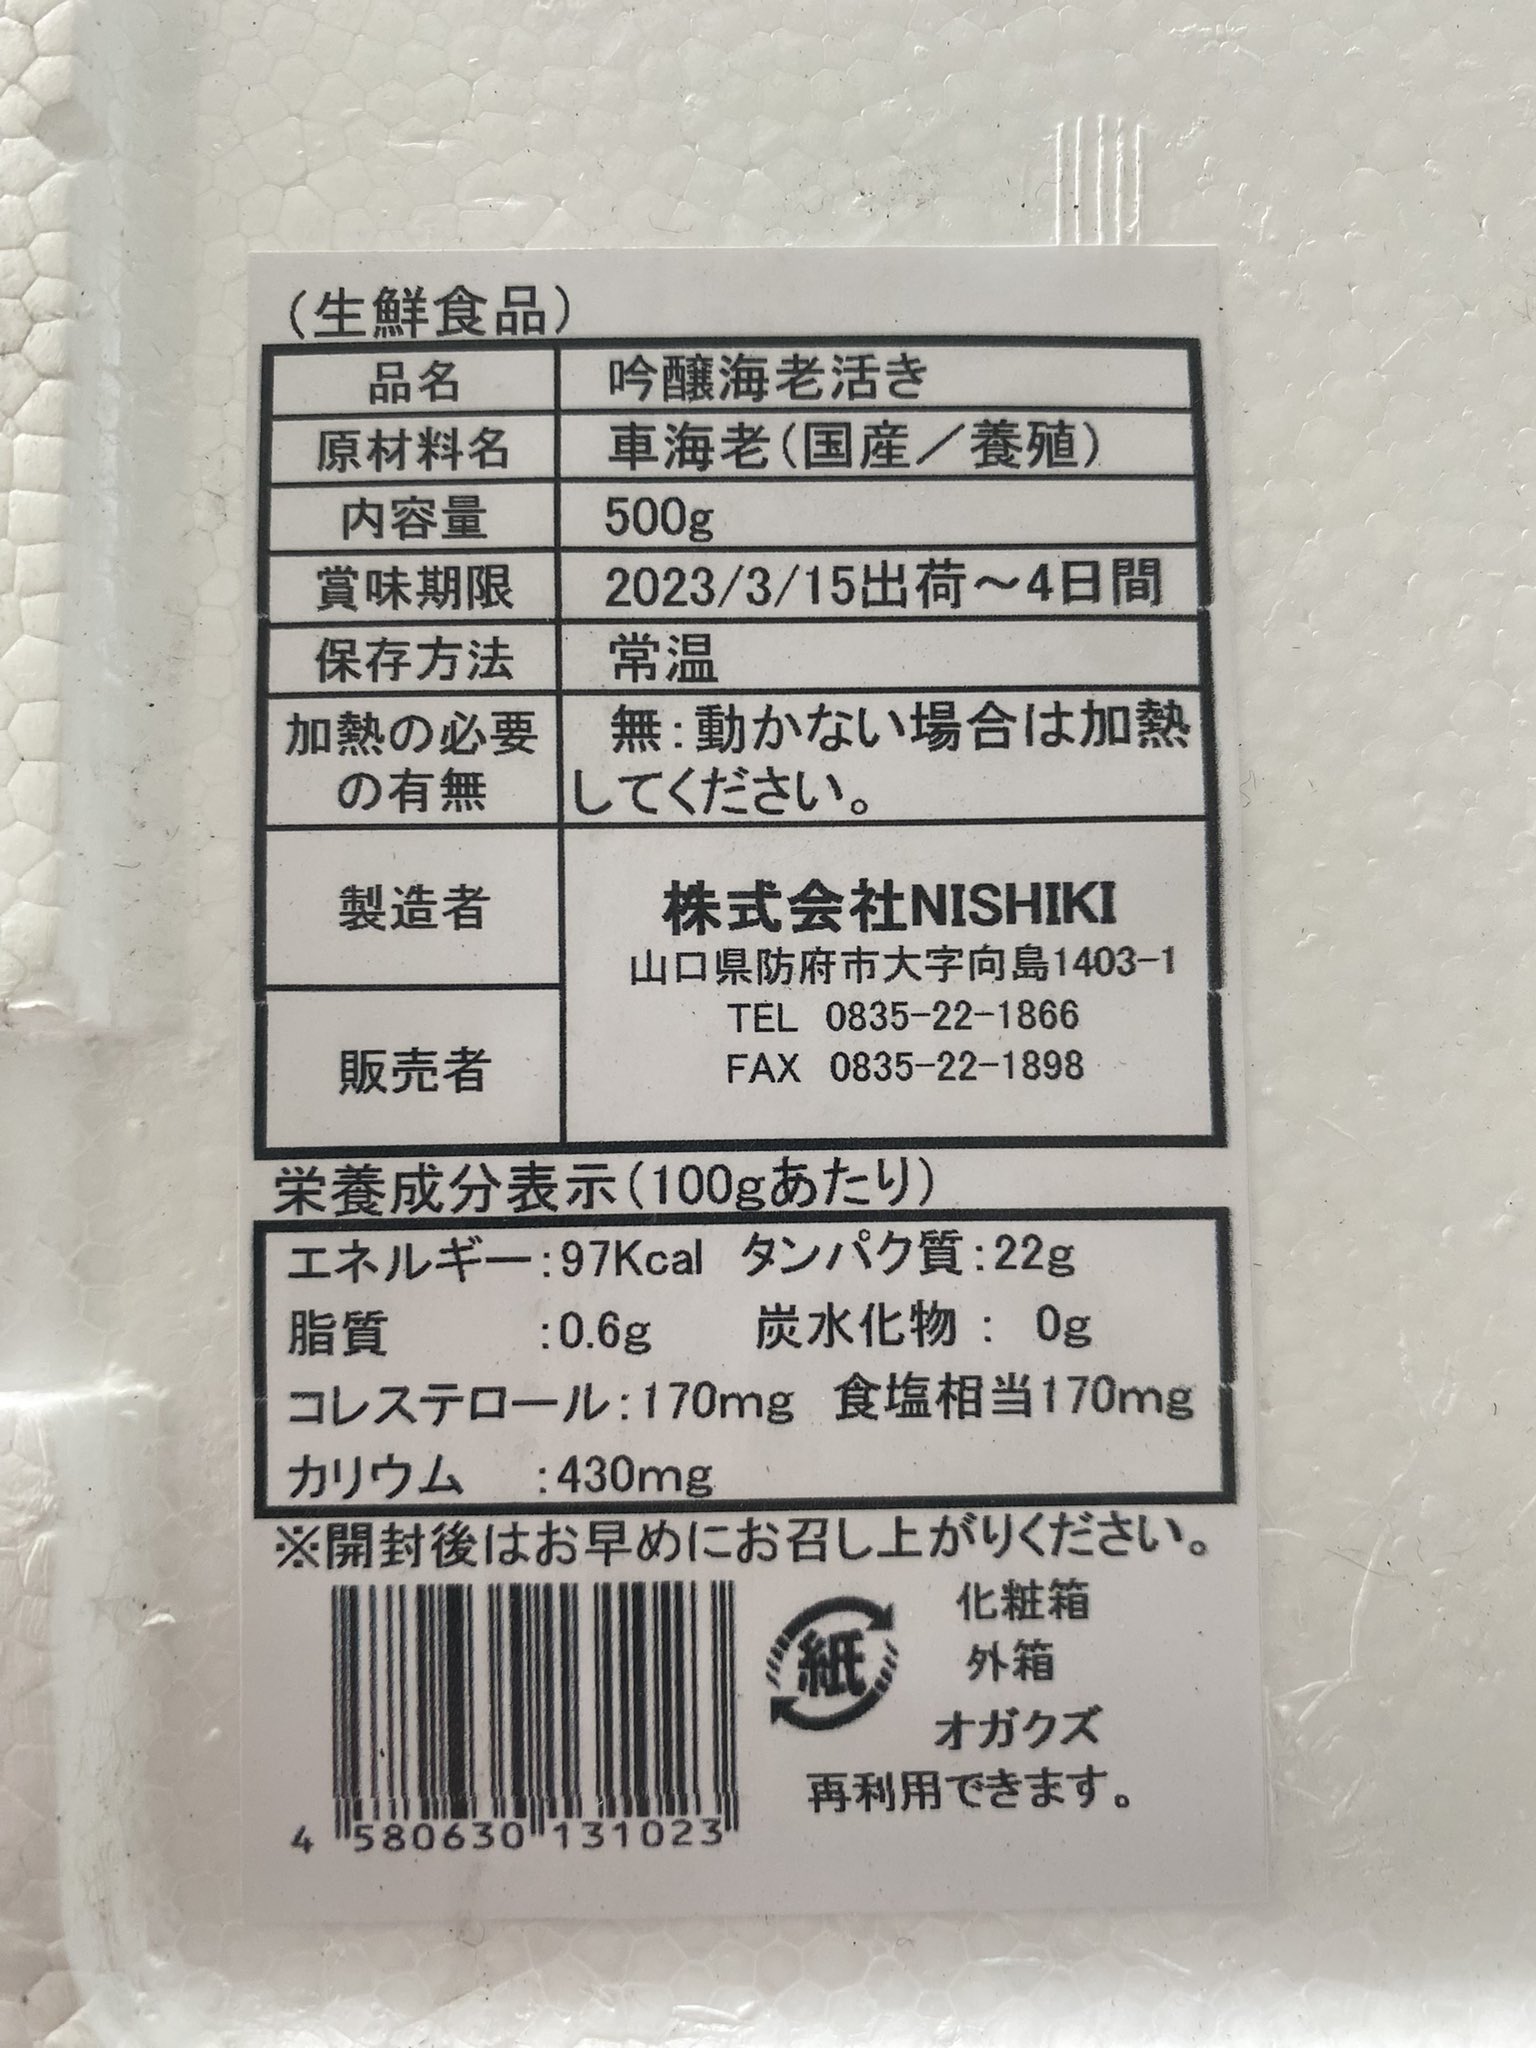 (生鮮食品)
品名 吟醸海老活き
原材料名 車海老(国産／養殖)
内容量 500g
賞味期限 2023/3/15出荷～4日間
保存方法 常温
加熱の必要の有無 無：動かない場合は加熱
してください。
製造者
販売者
株式会社NISHIKI
山口県防府市大字向島1403-1
TEL 0835-22-1866
FAX 0835-22-1898
栄養成分表示(100gあたり)
エネルギー：97Kcal タンパク質：22g
脂質 ：0.6g 炭水化物： 0g
コレステロール：170mg 食塩相当170mg
カリウム ：430mg
※開封後はお早めにお召し上がりください。
化粧箱
外箱
オガクズ
再利用できます。
紙
4 580630 131023